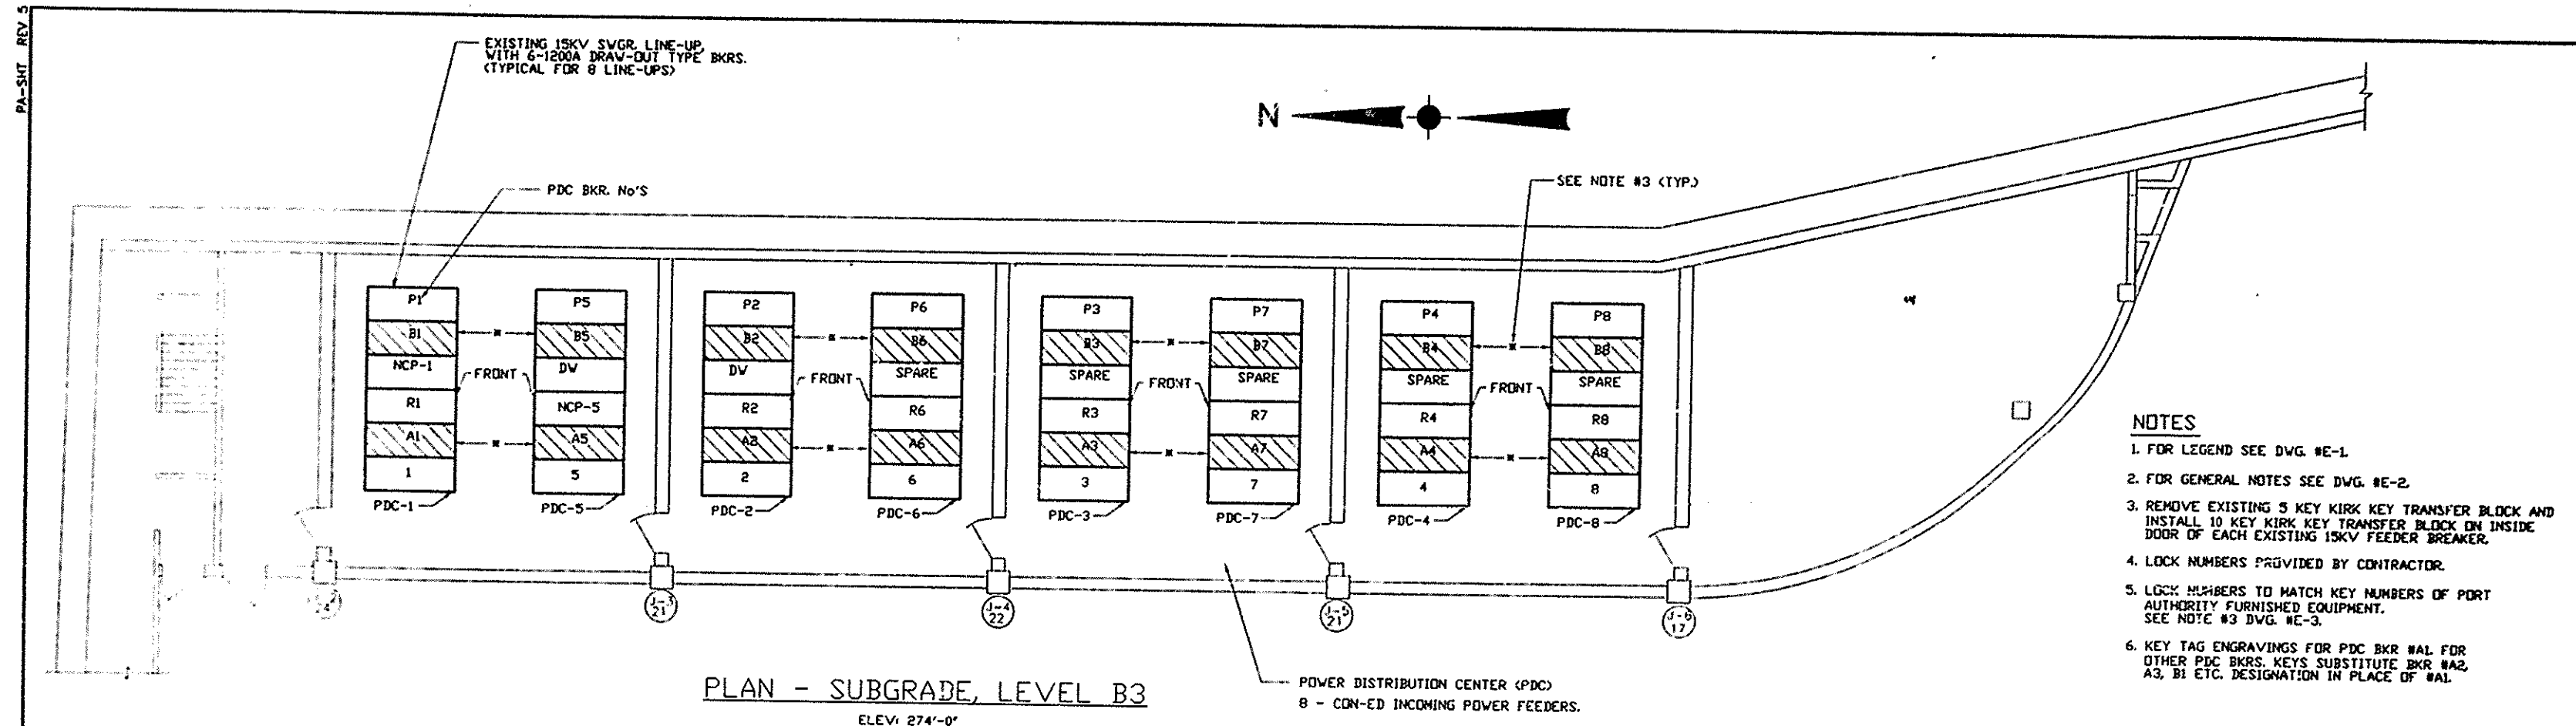 PA-SHT REV 5
EXISTING 15KV SWGR. LINE-UP,
WITH 6-1200A DRAW-OUT TYPE BKRS.
(TYPICAL FOR 8 LINE-UPS)
PDC BKR. No'S
N
SEE NOTE #3 (TYP.)
P1
B1
NCP-1
R1
A1
1
PDC-1
FRONT
P5
B5
DW
NCP-5
A5
5
PDC-5
P2
B2
DW
R2
A2
2
PDC-2
FRONT
P6
B6
SPARE
R6
A6
6
PDC-6
P3
B3
SPARE
R3
A3
3
PDC-3
FRONT
P7
B7
SPARE
R7
A7
7
PDC-7
P4
B4
SPARE
R4
A4
4
PDC-4
FRONT
P8
B8
SPARE
R8
A8
8
PDC-8
J-3
21
J-4
22
J-5
21
J-6
17
NOTES
1. FOR LEGEND SEE DWG. #E-1.
2. FOR GENERAL NOTES SEE DWG. #E-2.
3. REMOVE EXISTING 5 KEY KIRK KEY TRANSFER BLOCK AND
INSTALL 10 KEY KIRK KEY TRANSFER BLOCK ON INSIDE
DOOR OF EACH EXISTING 15KV FEEDER BREAKER.
4. LOCK NUMBERS PROVIDED BY CONTRACTOR.
5. LOCK NUMBERS TO MATCH KEY NUMBERS OF PORT
AUTHORITY FURNISHED EQUIPMENT.
SEE NOTE #3 DWG. #E-3.
6. KEY TAG ENGRAVINGS FOR PDC BKR #A1. FOR
OTHER PDC BKRS. KEYS SUBSTITUTE BKR #A2,
A3, B1 ETC. DESIGNATION IN PLACE OF #A1.
PLAN - SUBGRADE, LEVEL B3
ELEV: 274'-0"
POWER DISTRIBUTION CENTER (PDC)
8 - CON-ED INCOMING POWER FEEDERS.